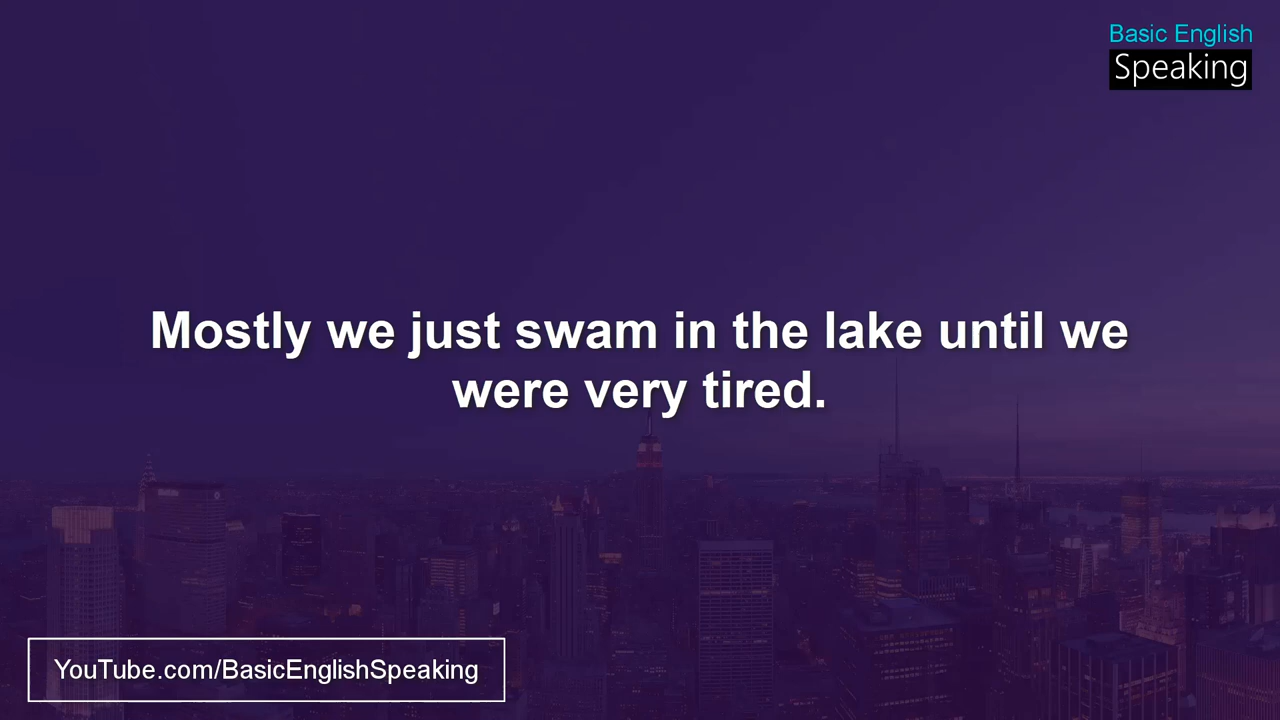 Basic English
Speaking
Mostly we just swam in the lake until we
were very tired.
YouTube.com/BasicEnglishSpeaking